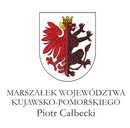 MARSZAŁEK WOJEWÓDZTWA
KUJAWSKO-POMORSKIEGO
Piotr Całbecki